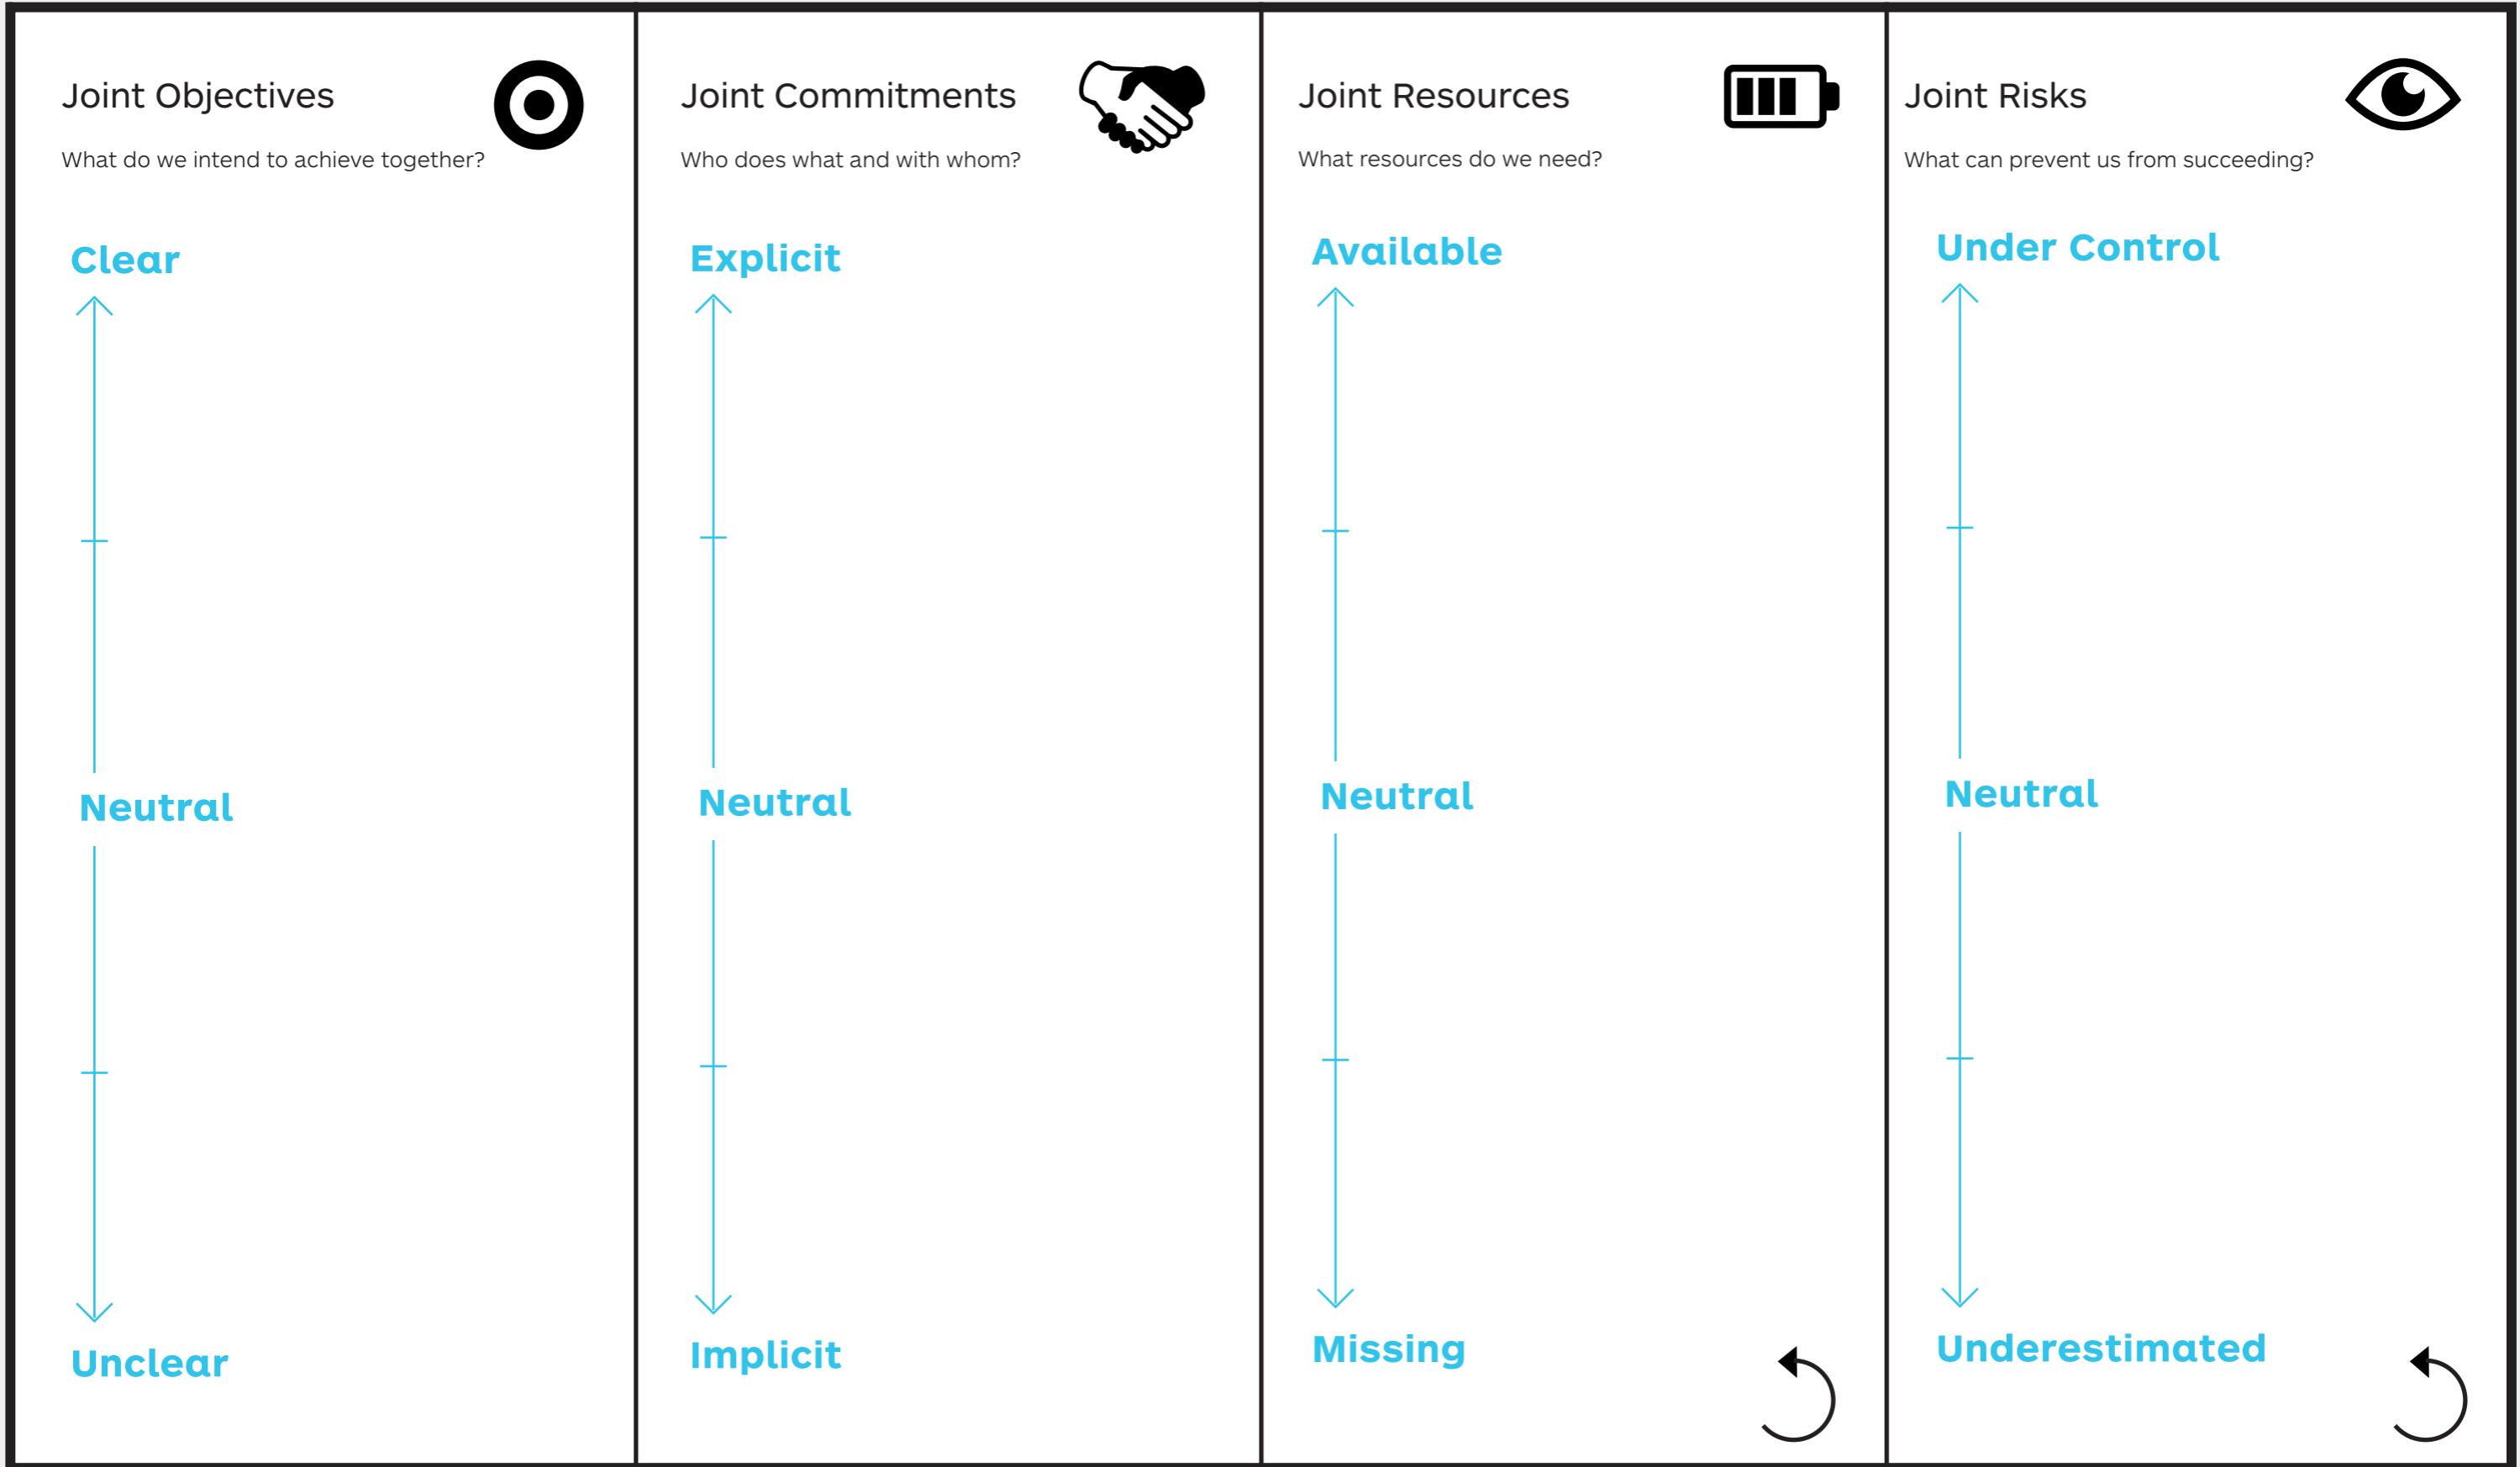 Joint Objectives
What do we intend to achieve together?
Clear
Neutral
Unclear
Joint Commitments
Who does what and with whom?
Explicit
Neutral
Implicit
Joint Resources
What resources do we need?
Available
Neutral
Missing
Joint Risks
What can prevent us from succeeding?
Under Control
Neutral
Underestimated